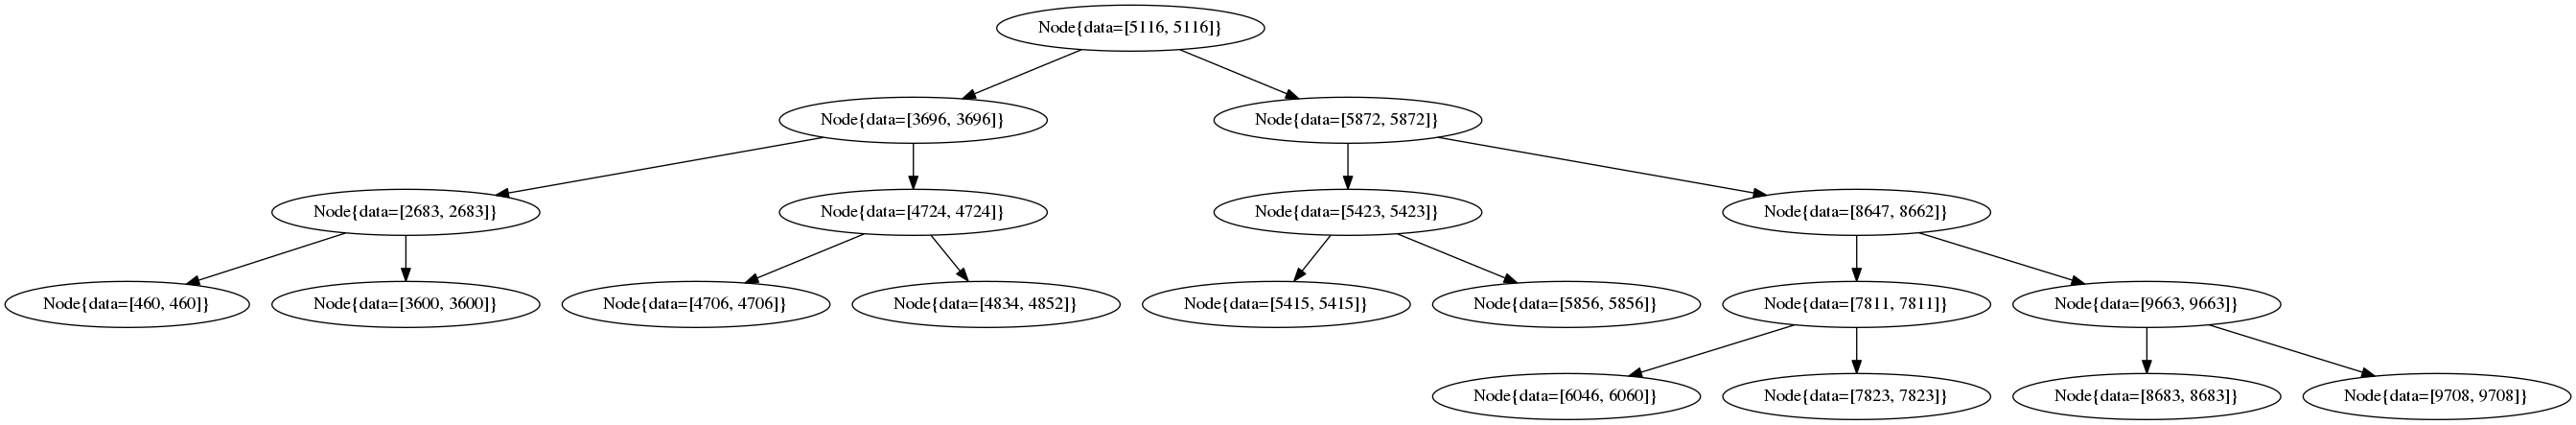 Node{data=[5116, 5116]}
Node{data=[3696, 3696]}
Node{data=[5872, 5872]}
Node{data=[2683, 2683]}
Node{data=[4724, 4724]}
Node{data=[5423, 5423]}
Node{data=[8647, 8662]}
Node{data=[460, 460]}
Node{data=[3600, 3600]}
Node{data=[4706, 4706]}
Node{data=[4834, 4852]}
Node{data=[5415, 5415]}
Node{data=[5856, 5856]}
Node{data=[7811, 7811]}
Node{data=[9663, 9663]}
Node{data=[6046, 6060]}
Node{data=[7823, 7823]}
Node{data=[8683, 8683]}
Node{data=[9708, 9708]}